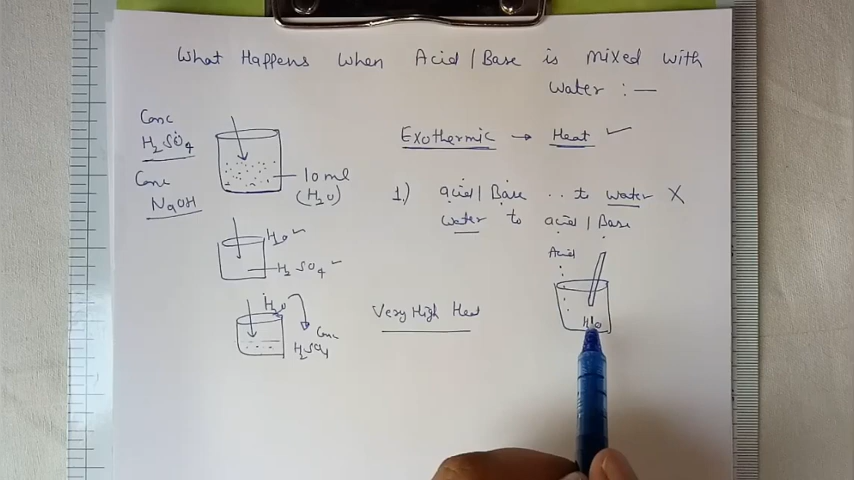 What Happens When Acid / Base is mixed with
water : —
Conc
H2SO4
Conc
NaOH
10 ml
(H2O)
Exothermic → Heat ✓
1.) acid / Base .. to water X
water to acid / Base
H2O
H2SO4
H2O
Conc
H2SO4
Very High Heat
Acid
H2O